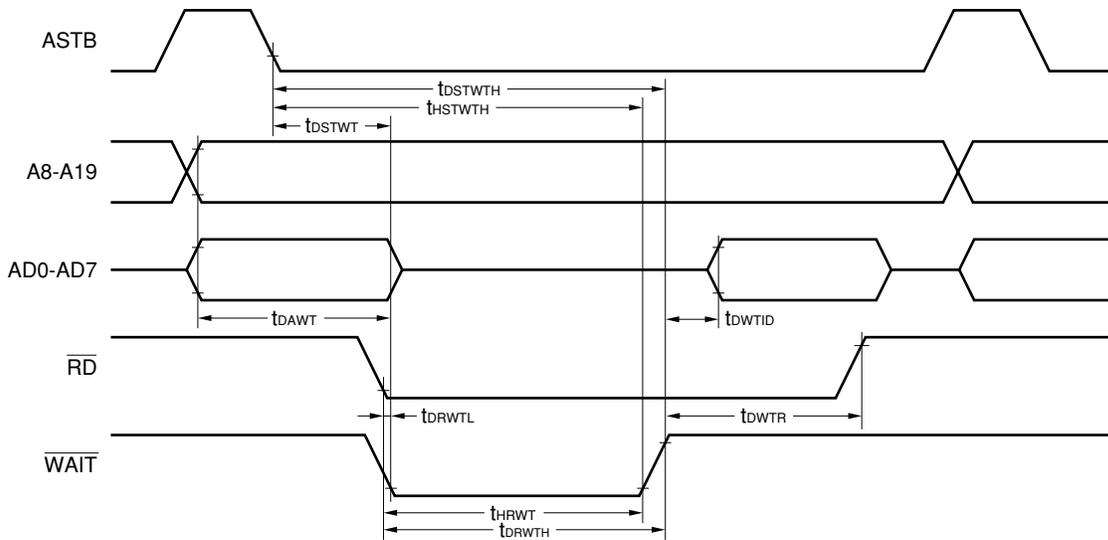 ASTB
tDSTWTH
tHSTWTH
tDSTWT
A8-A19
AD0-AD7
tDAWT
tDWTID
RD
tDRWTL
tDWTR
WAIT
tHRWT
tDRWTH